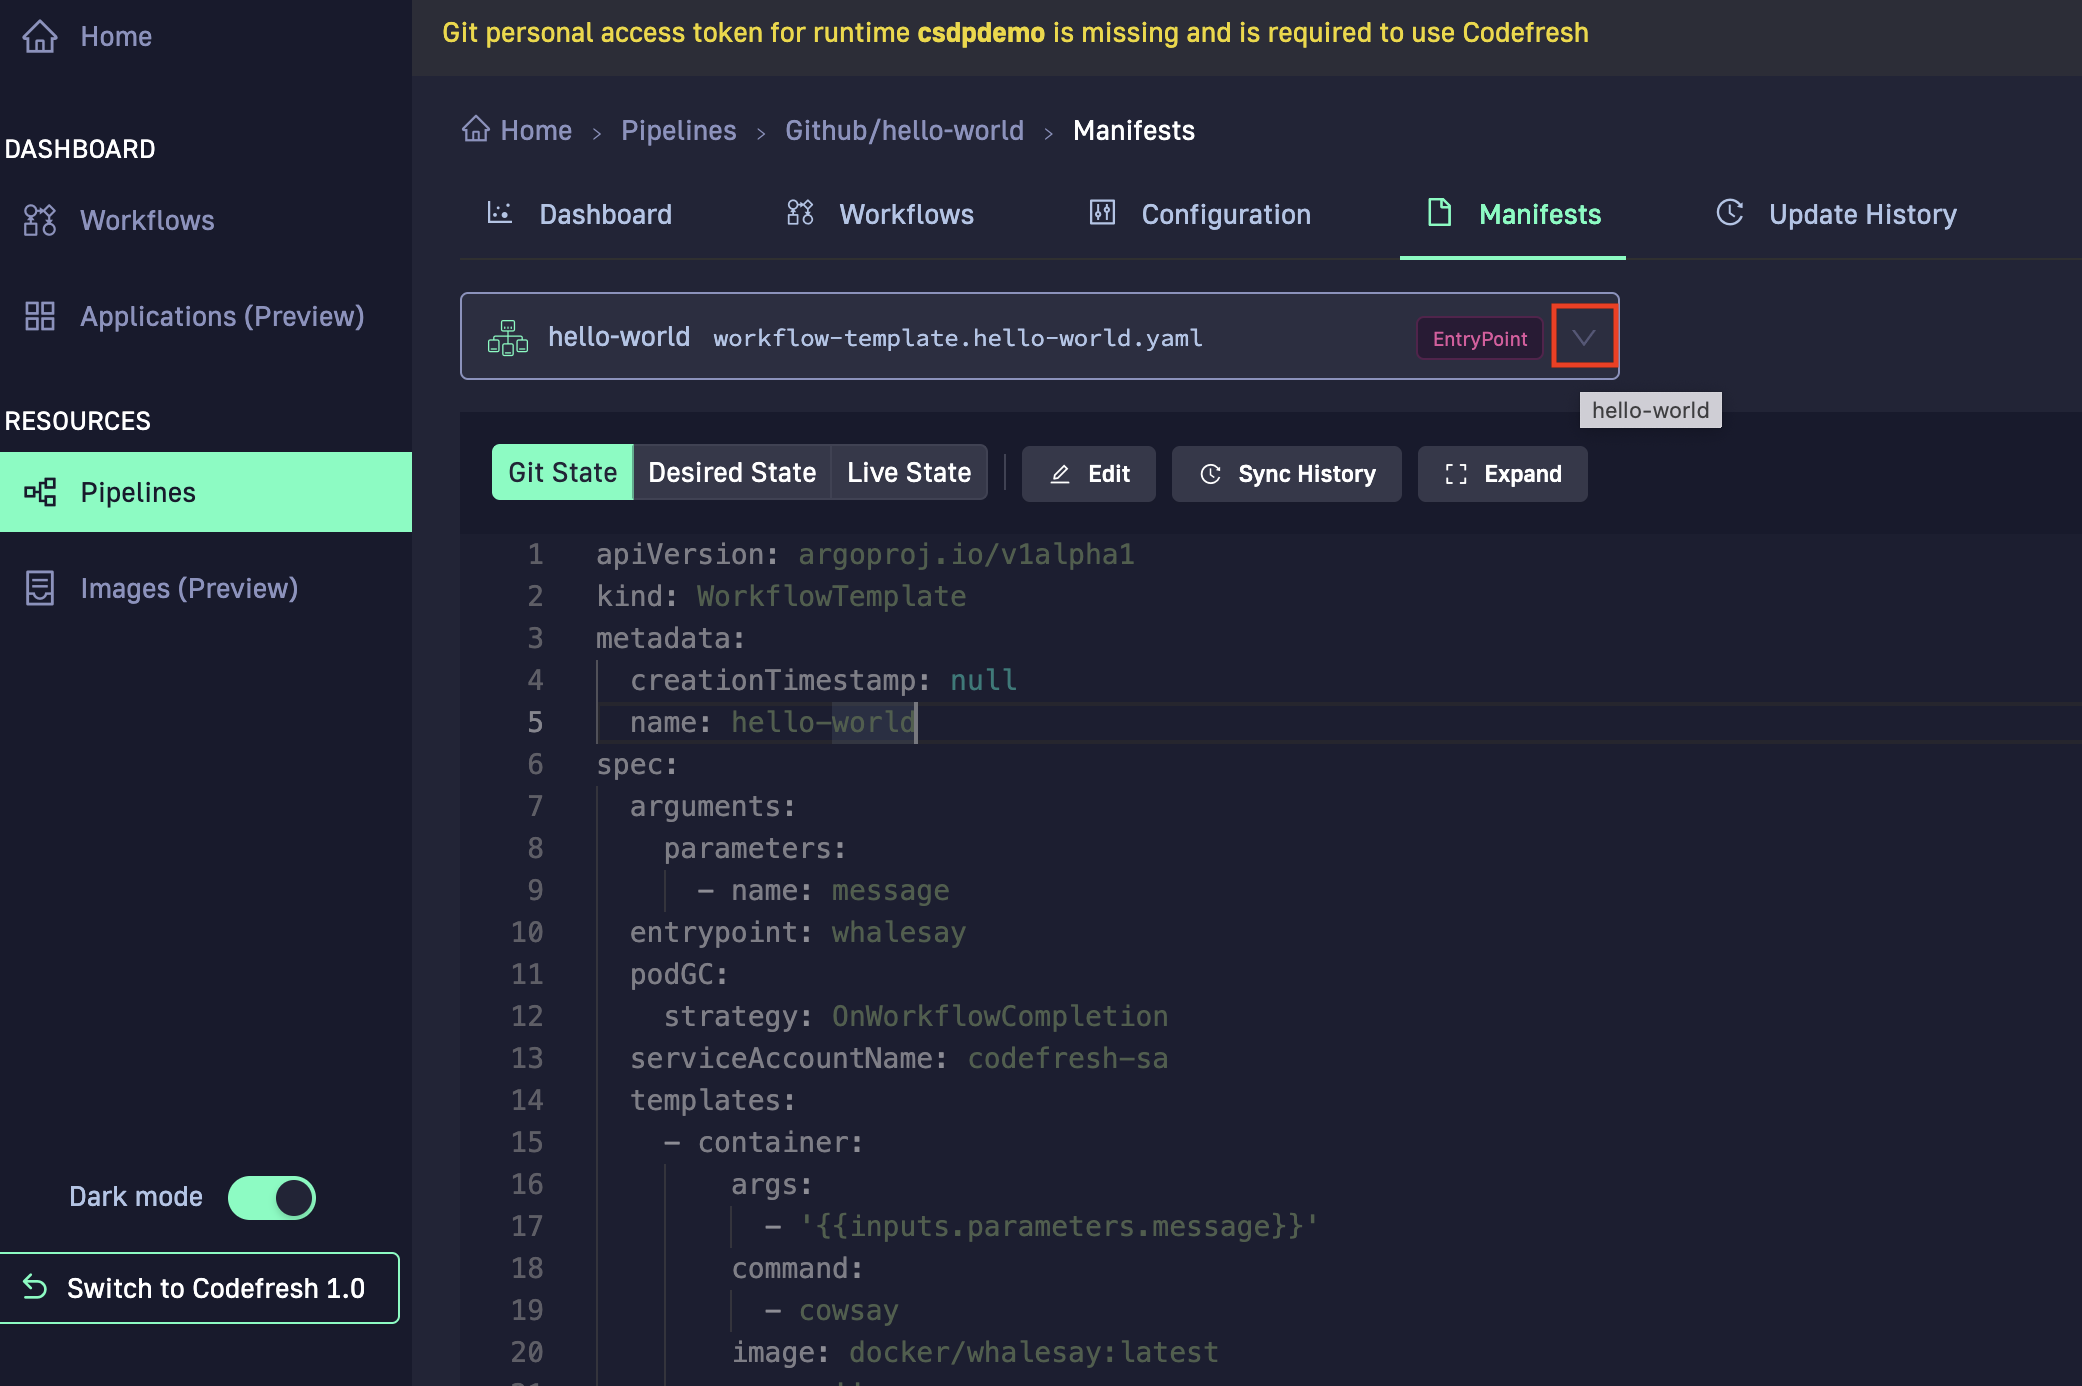 Home
DASHBOARD
Workflows
Applications (Preview)
RESOURCES
Pipelines
Images (Preview)
Dark mode
Switch to Codefresh 1.0
Git personal access token for runtime csdpdemo is missing and is required to use Codefresh
Home > Pipelines > Github/hello-world > Manifests
Dashboard Workflows Configuration Manifests Update History
hello-world workflow-template.hello-world.yaml EntryPoint
hello-world
Git State Desired State Live State Edit Sync History Expand
1 apiVersion: argoproj.io/v1alpha1
2 kind: WorkflowTemplate
3 metadata:
4 creationTimestamp: null
5 name: hello-world
6 spec:
7 arguments:
8 parameters:
9 - name: message
10 entrypoint: whalesay
11 podGC:
12 strategy: OnWorkflowCompletion
13 serviceAccountName: codefresh-sa
14 templates:
15 - container:
16 args:
17 - '{{inputs.parameters.message}}'
18 command:
19 - cowsay
20 image: docker/whalesay:latest